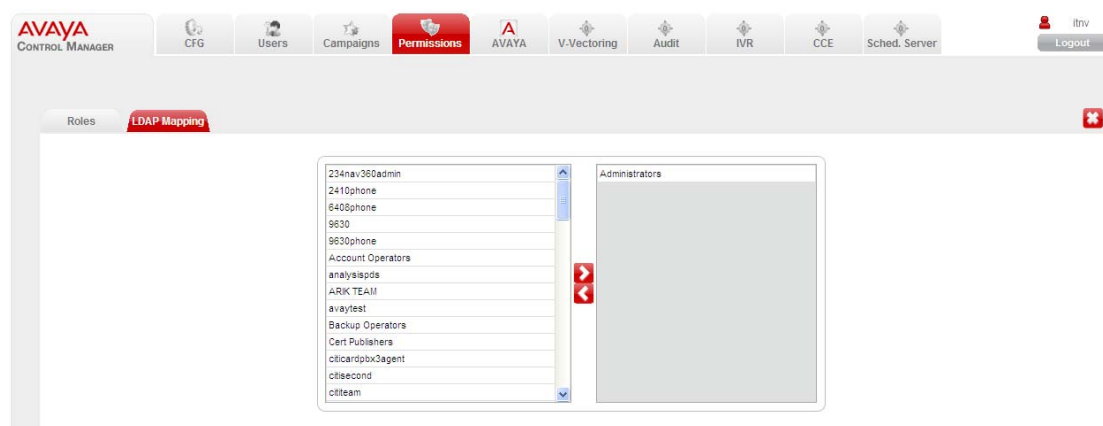 AVAYA
CONTROL MANAGER
CFG
Users
Campaigns
Permissions
A
AVAYA
V-Vectoring
Audit
IVR
CCE
Sched. Server
itnv
Logout
Roles
LDAP Mapping
234nav360admin
2410phone
6408phone
9630
9630phone
Account Operators
analysispds
ARIK TEAM
avaytest
Backup Operators
Cert Publishers
citicardpbx3agent
citisecond
cititeam
Administrators